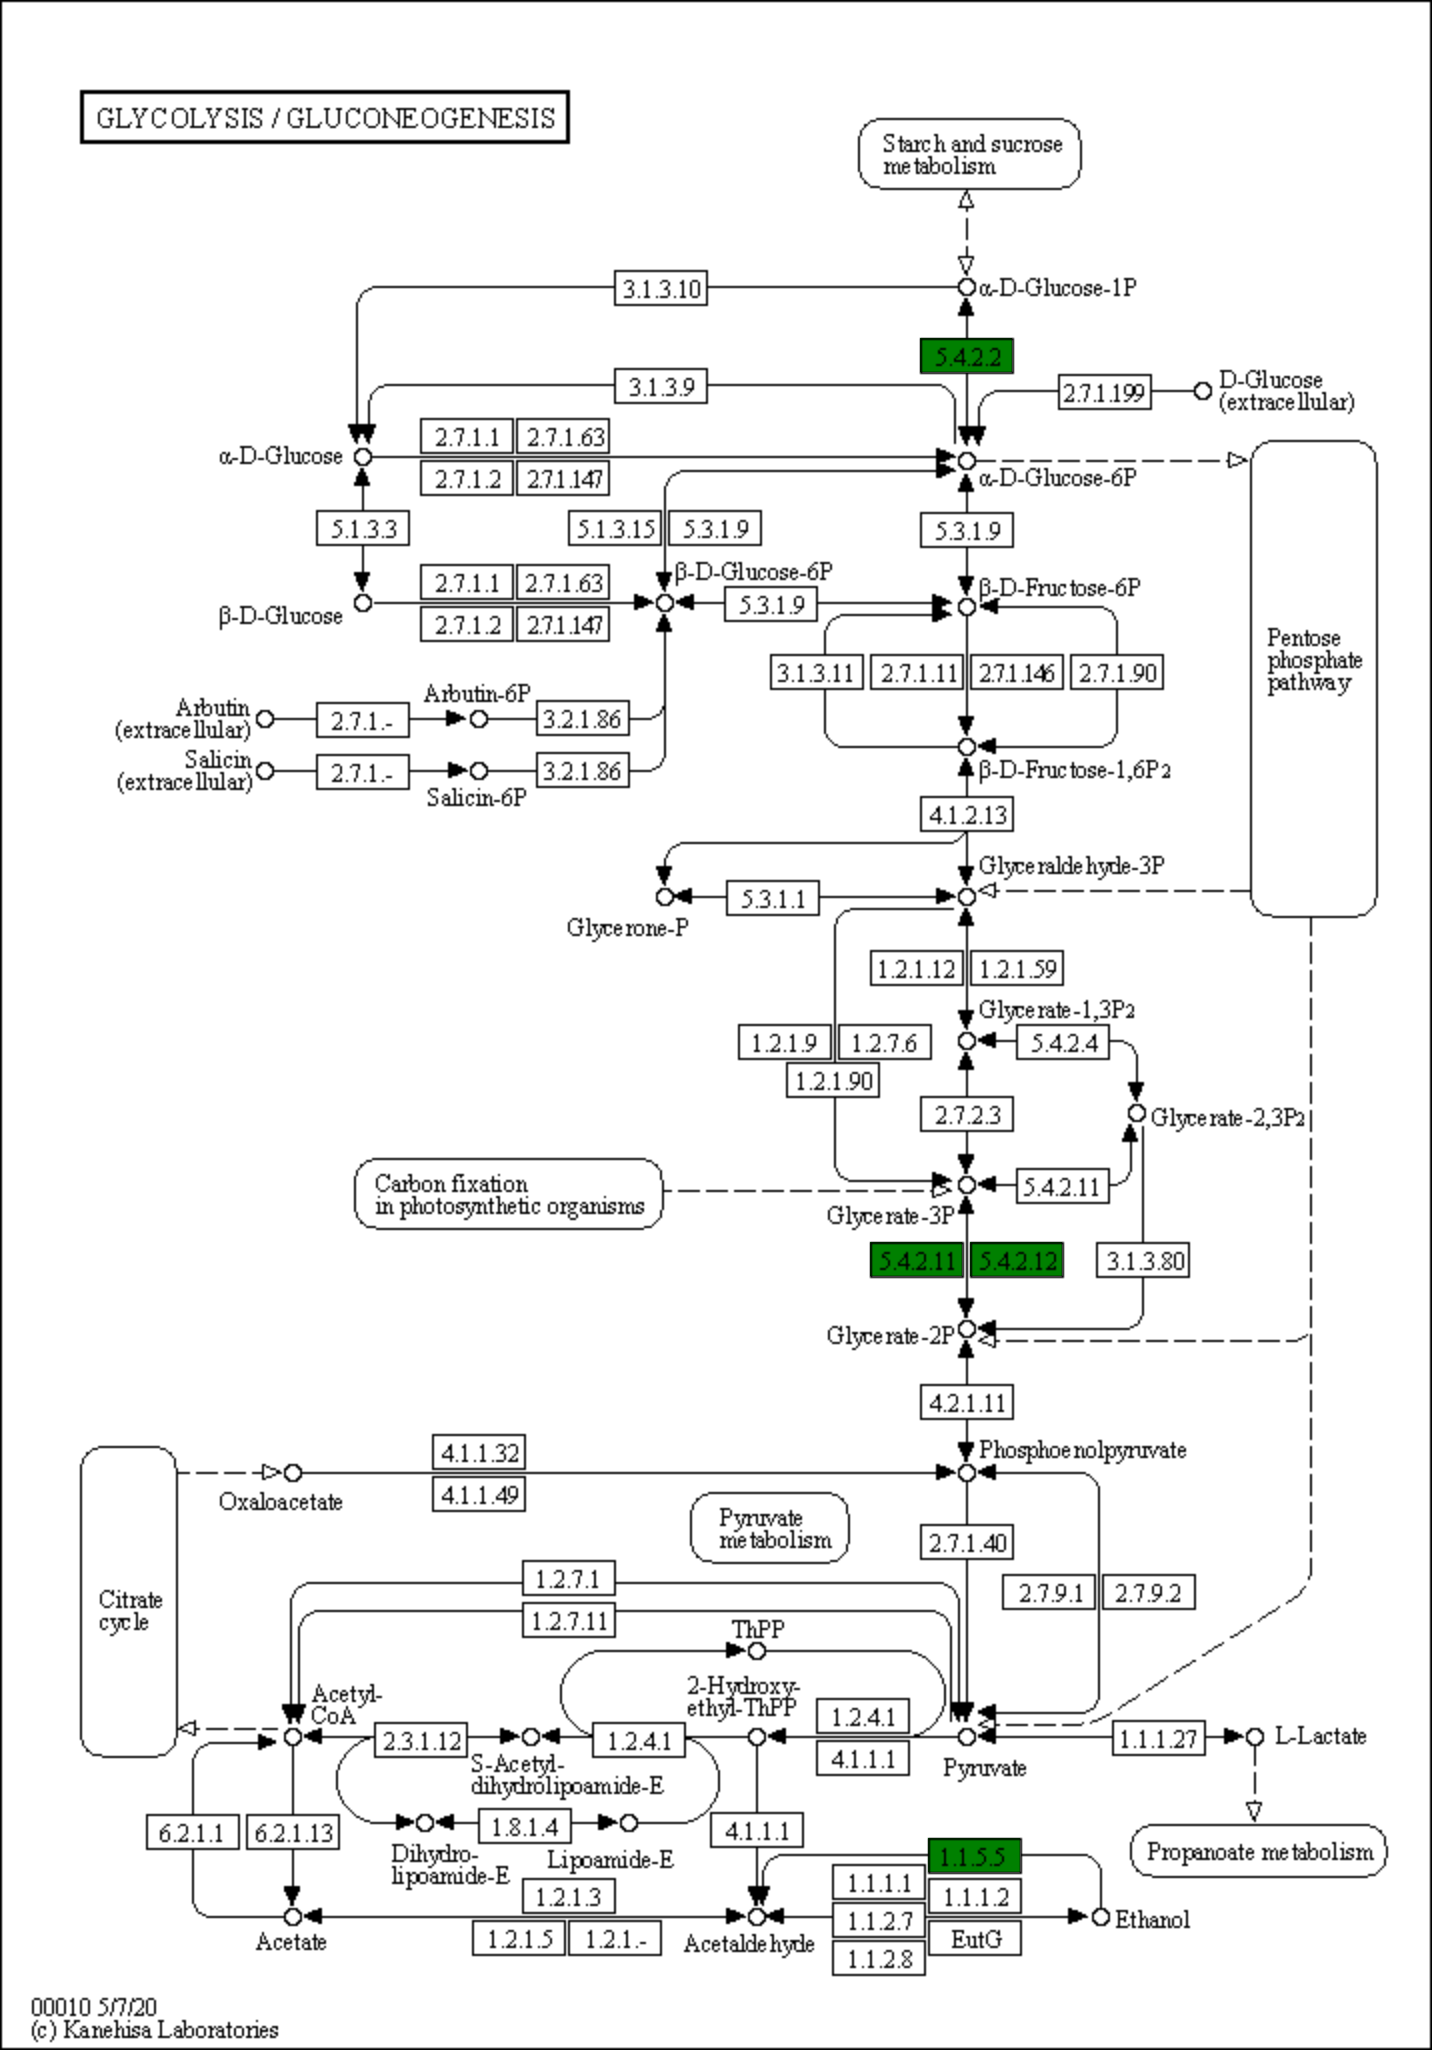 GLYCOLYSIS / GLUCONEOGENESIS
Starch and sucrose
metabolism
3.1.3.10
α-D-Glucose-1P
5.4.2.2
3.1.3.9
2.7.1.199
D-Glucose
(extracellular)
2.7.1.1
2.7.1.63
α-D-Glucose
2.7.1.2
2.7.1.147
α-D-Glucose-6P
5.1.3.3
5.1.3.15
5.3.1.9
5.3.1.9
2.7.1.1
2.7.1.63
β-D-Glucose-6P
β-D-Fructose-6P
β-D-Glucose
2.7.1.2
2.7.1.147
5.3.1.9
Pentose
phosphate
pathway
3.1.3.11
2.7.1.11
2.7.1.146
2.7.1.90
Arbutin
(extracellular)
2.7.1.-
Arbutin-6P
3.2.1.86
Salicin
(extracellular)
2.7.1.-
Salicin-6P
3.2.1.86
β-D-Fructose-1,6P2
4.1.2.13
Glyceraldehyde-3P
5.3.1.1
Glycerone-P
1.2.1.12
1.2.1.59
Glycerate-1,3P2
1.2.1.9
1.2.7.6
5.4.2.4
1.2.1.90
2.7.2.3
Glycerate-2,3P2
Carbon fixation
in photosynthetic organisms
5.4.2.11
Glycerate-3P
5.4.2.11
5.4.2.12
3.1.3.80
Glycerate-2P
4.2.1.11
4.1.1.32
Phosphoenolpyruvate
Oxaloacetate
4.1.1.49
Pyruvate
metabolism
2.7.1.40
Citrate
cycle
1.2.7.1
2.7.9.1
2.7.9.2
1.2.7.11
ThPP
Acetyl-
CoA
2-Hydroxy-
ethyl-ThPP
1.2.4.1
2.3.1.12
1.2.4.1
4.1.1.1
1.1.1.27
L-Lactate
S-Acetyl-
dihydrolipoamide-E
Pyruvate
6.2.1.1
6.2.1.13
1.8.1.4
4.1.1.1
Dihydro-
lipoamide-E
Lipoamide-E
1.1.5.5
Propanoate metabolism
1.2.1.3
1.1.1.1
1.1.1.2
Acetate
1.2.1.5
1.2.1.-
Acetaldehyde
1.1.2.7
EutG
Ethanol
1.1.2.8
00010 5/7/20
(c) Kanehisa Laboratories